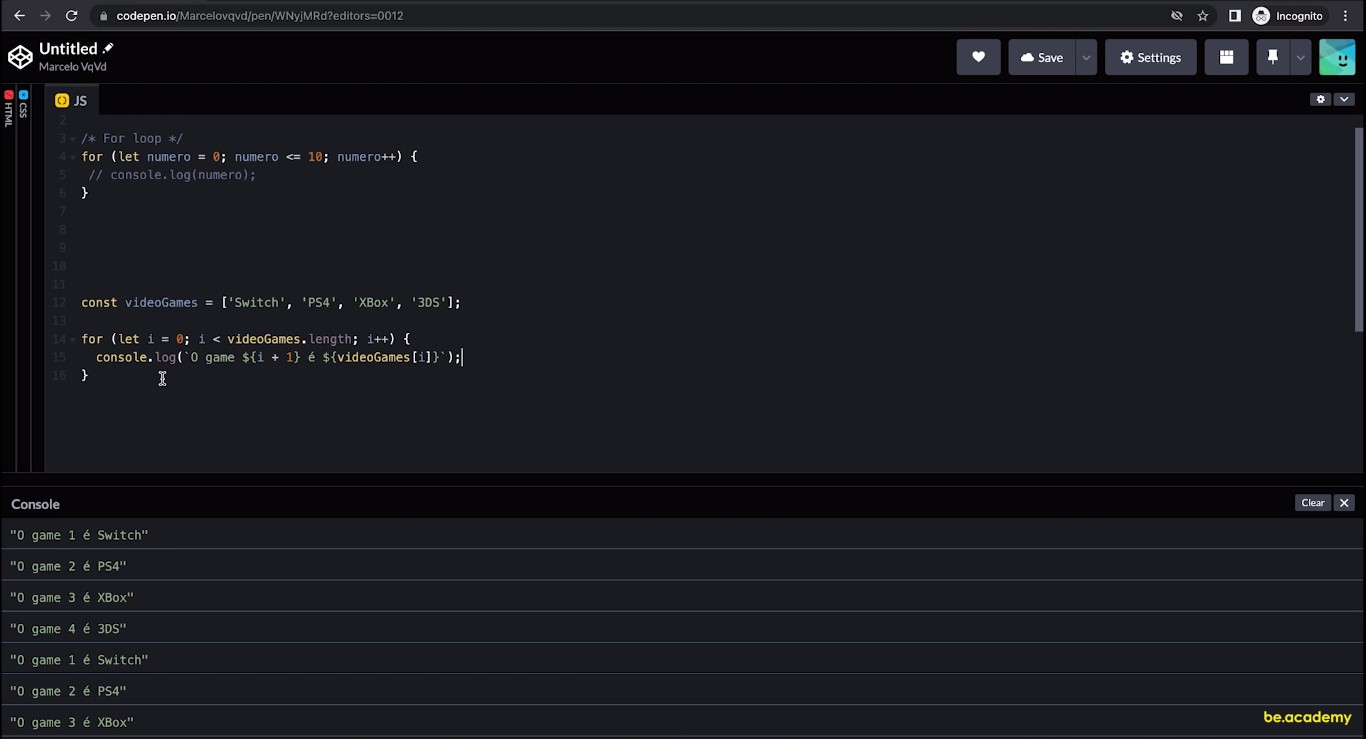 codepen.io/Marcelovqvd/pen/WNyjMRd?editors=0012
Incognito
Untitled
Marcelo VqVd
Save
Settings
HTML
CSS
JS
2
3 /* For loop */
4 for (let numero = 0; numero <= 10; numero++) {
5 // console.log(numero);
6 }
7
8
9
10
11
12 const videoGames = ['Switch', 'PS4', 'XBox', '3DS'];
13
14 for (let i = 0; i < videoGames.length; i++) {
15 console.log(`O game ${i + 1} é ${videoGames[i]}`);
16 }
Console
Clear
"O game 1 é Switch"
"O game 2 é PS4"
"O game 3 é XBox"
"O game 4 é 3DS"
"O game 1 é Switch"
"O game 2 é PS4"
"O game 3 é XBox"
be.academy